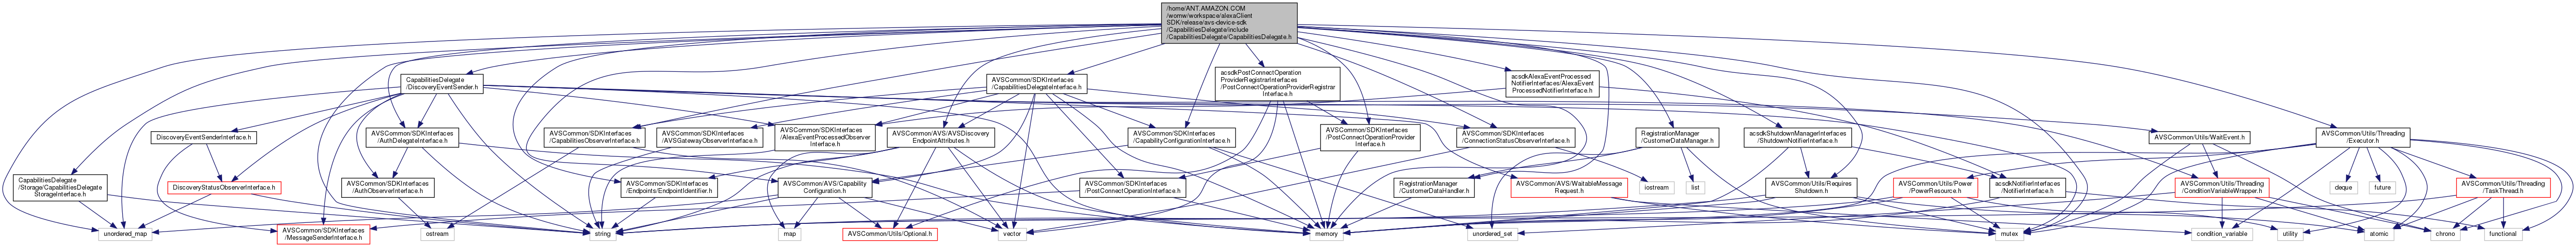 /home/ANT.AMAZON.COM
/womw/workspace/alexaClient
SDK/release/avs-device-sdk
/CapabilitiesDelegate/include
/CapabilitiesDelegate/CapabilitiesDelegate.h
CapabilitiesDelegate
/DiscoveryEventSender.h
AVSCommon/SDKInterfaces
/CapabilitiesDelegateInterface.h
acsdkPostConnectOperation
ProviderRegistrarInterfaces
/PostConnectOperationProviderRegistrar
Interface.h
acsdkAlexaEventProcessed
NotifierInterfaces/AlexaEvent
ProcessedNotifierInterface.h
DiscoveryEventSenderInterface.h
AVSCommon/SDKInterfaces
/AuthDelegateInterface.h
AVSCommon/SDKInterfaces
/CapabilitiesObserverInterface.h
AVSCommon/SDKInterfaces
/AVSGatewayObserverInterface.h
AVSCommon/SDKInterfaces
/AlexaEventProcessedObserver
Interface.h
AVSCommon/AVS/AVSDiscovery
EndpointAttributes.h
AVSCommon/SDKInterfaces
/CapabilityConfigurationInterface.h
AVSCommon/SDKInterfaces
/PostConnectOperationProvider
Interface.h
AVSCommon/SDKInterfaces
/ConnectionStatusObserverInterface.h
RegistrationManager
/CustomerDataManager.h
acsdkShutdownManagerInterfaces
/ShutdownNotifierInterface.h
AVSCommon/Utils/WaitEvent.h
AVSCommon/Utils/Threading
/Executor.h
CapabilitiesDelegate
/Storage/CapabilitiesDelegate
StorageInterface.h
DiscoveryStatusObserverInterface.h
AVSCommon/SDKInterfaces
/AuthObserverInterface.h
AVSCommon/SDKInterfaces
/Endpoints/EndpointIdentifier.h
AVSCommon/AVS/Capability
Configuration.h
AVSCommon/SDKInterfaces
/PostConnectOperationInterface.h
RegistrationManager
/CustomerDataHandler.h
AVSCommon/AVS/WaitableMessage
Request.h
iostream
list
AVSCommon/Utils/Requires
Shutdown.h
AVSCommon/Utils/Power
/PowerResource.h
acsdkNotifierInterfaces
/NotifierInterface.h
AVSCommon/Utils/Threading
/ConditionVariableWrapper.h
deque
future
AVSCommon/Utils/Threading
/TaskThread.h
unordered_map
AVSCommon/SDKInterfaces
/MessageSenderInterface.h
ostream
string
map
AVSCommon/Utils/Optional.h
vector
memory
unordered_set
mutex
condition_variable
utility
atomic
chrono
functional